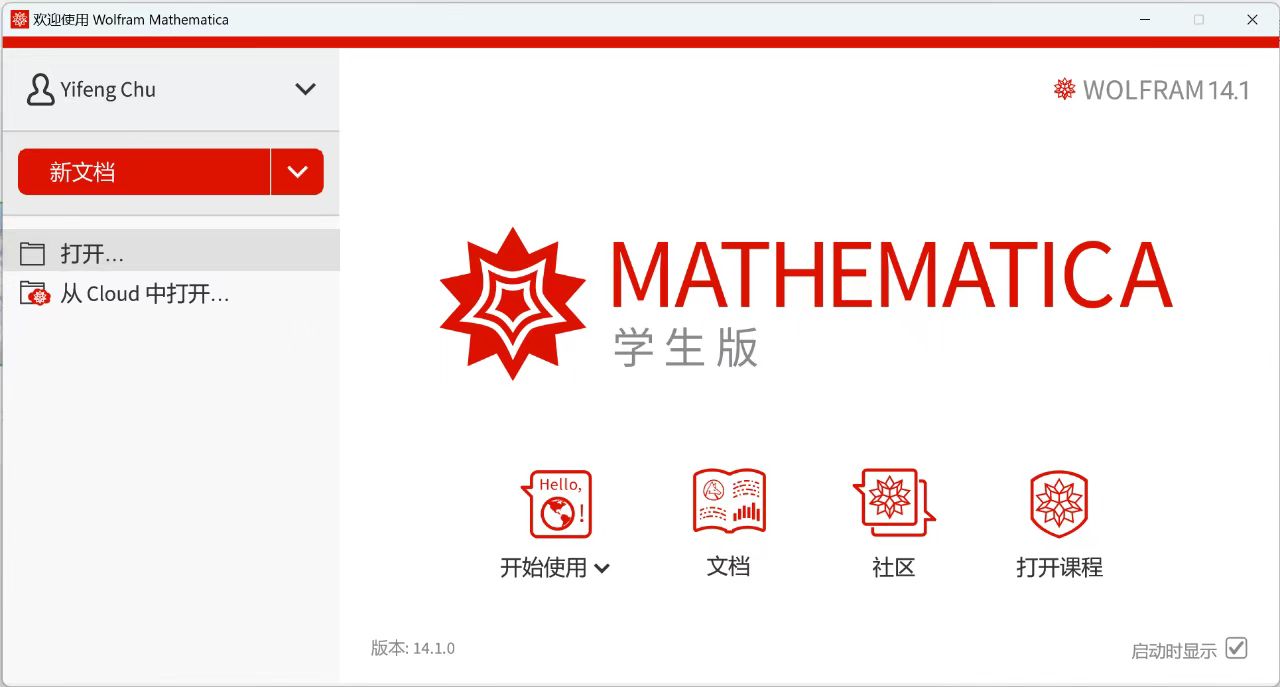 欢迎使用 Wolfram Mathematica
Yifeng Chu
WOLFRAM 14.1
新文档
打开...
从 Cloud 中打开...
MATHEMATICA
学生版
Hello,
!
开始使用
文档
社区
打开课程
版本: 14.1.0
启动时显示